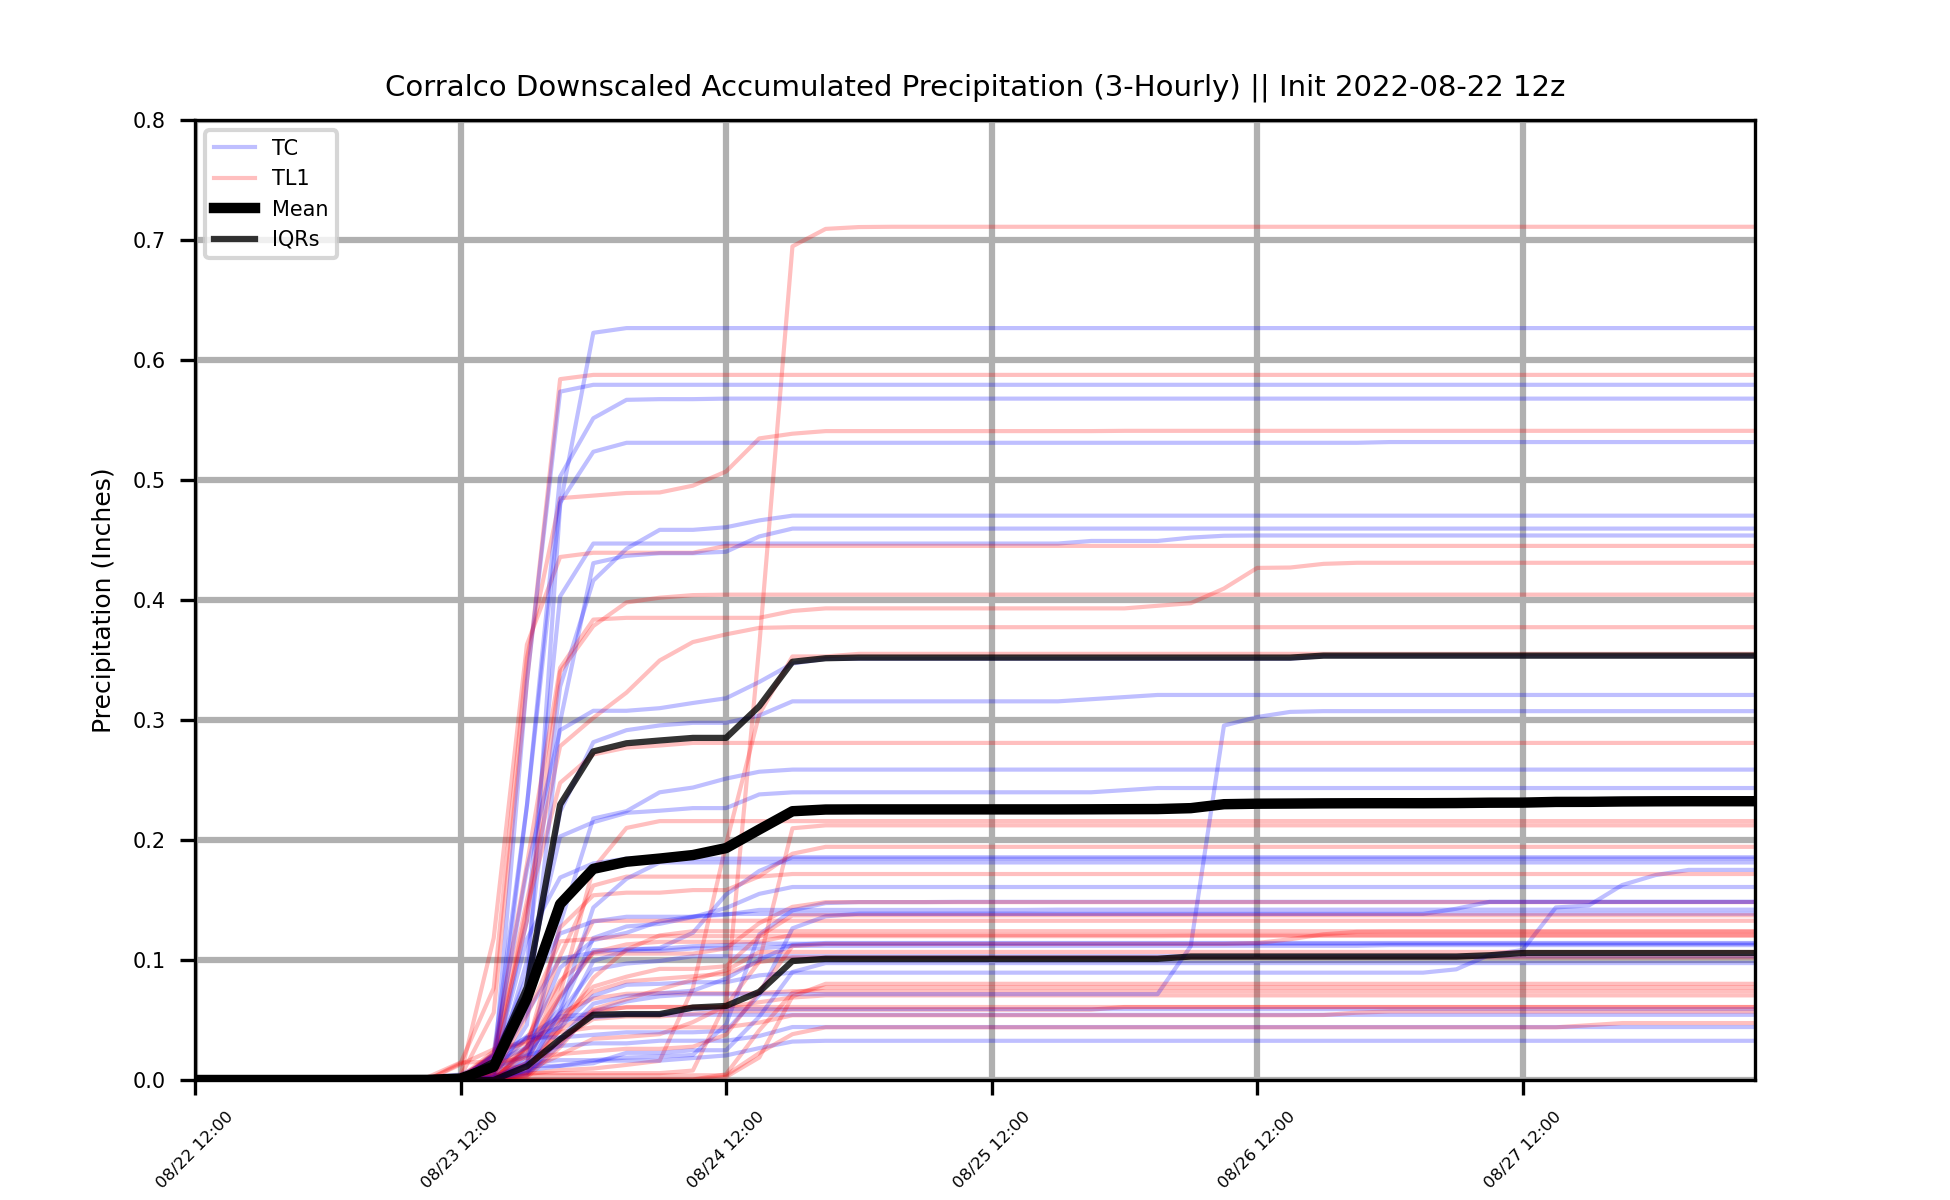 Corralco Downscaled Accumulated Precipitation (3-Hourly) || Init 2022-08-22 12z
Precipitation (Inches)
0.8
0.7
0.6
0.5
0.4
0.3
0.2
0.1
0.0
TC
TL1
Mean
IQRs
08/22 12:00
08/23 12:00
08/24 12:00
08/25 12:00
08/26 12:00
08/27 12:00